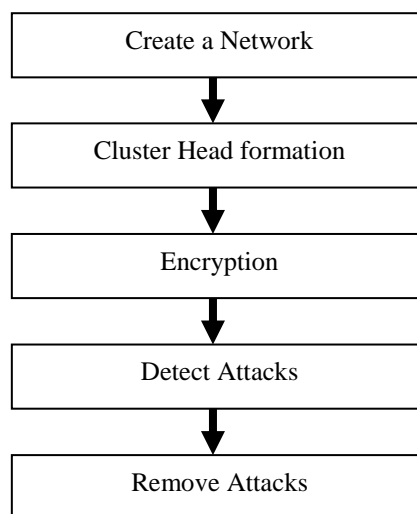 Create a Network
Cluster Head formation
Encryption
Detect Attacks
Remove Attacks